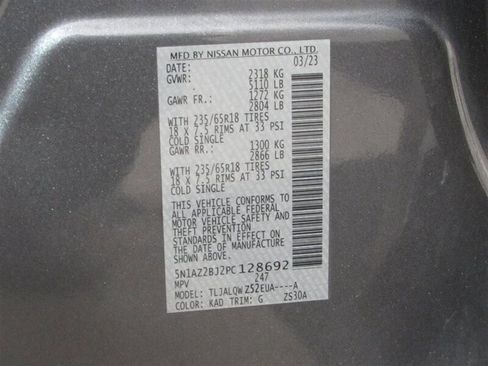 MFD BY NISSAN MOTOR CO., LTD.
DATE: 03/23
GVWR: 2318 KG
5110 LB
GAWR FR.: 1272 KG
2804 LB
WITH 235/65R18 TIRES
18 X 7.5 RIMS AT 33 PSI
COLD SINGLE
GAWR RR.: 1300 KG
2866 LB
WITH 235/65R18 TIRES
18 X 7.5 RIMS AT 33 PSI
COLD SINGLE
THIS VEHICLE CONFORMS TO
ALL APPLICABLE FEDERAL
MOTOR VEHICLE SAFETY AND
THEFT PREVENTION
STANDARDS IN EFFECT ON
THE DATE OF MANUFACTURE
SHOWN ABOVE.
5N1AZ2BJ2PC128692
MPV 247
MODEL: TLJALQWZ52EUA----A
COLOR: KAD TRIM: G ZS30A